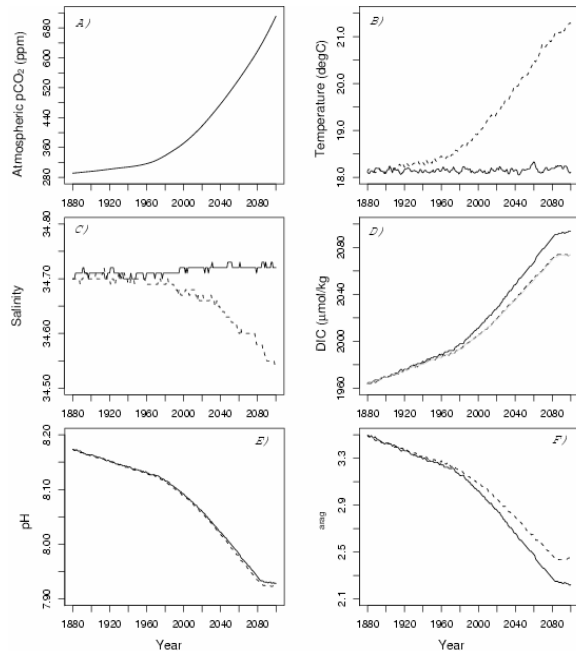 A)
Atmospheric pCO₂ (ppm)
280 360 440 520 600 680
1880 1920 1960 2000 2040 2080
B)
Temperature (degC)
18.0 19.0 20.0 21.0
1880 1920 1960 2000 2040 2080
C)
Salinity
34.50 34.60 34.70 34.80
1880 1920 1960 2000 2040 2080
D)
DIC (μmol/kg
1960 2000 2040 2080
1880 1920 1960 2000 2040 2080
E)
pH
7.90 8.00 8.10 8.20
1880 1920 1960 2000 2040 2080
Year
F)
arag
2.1 2.5 2.9 3.3
1880 1920 1960 2000 2040 2080
Year